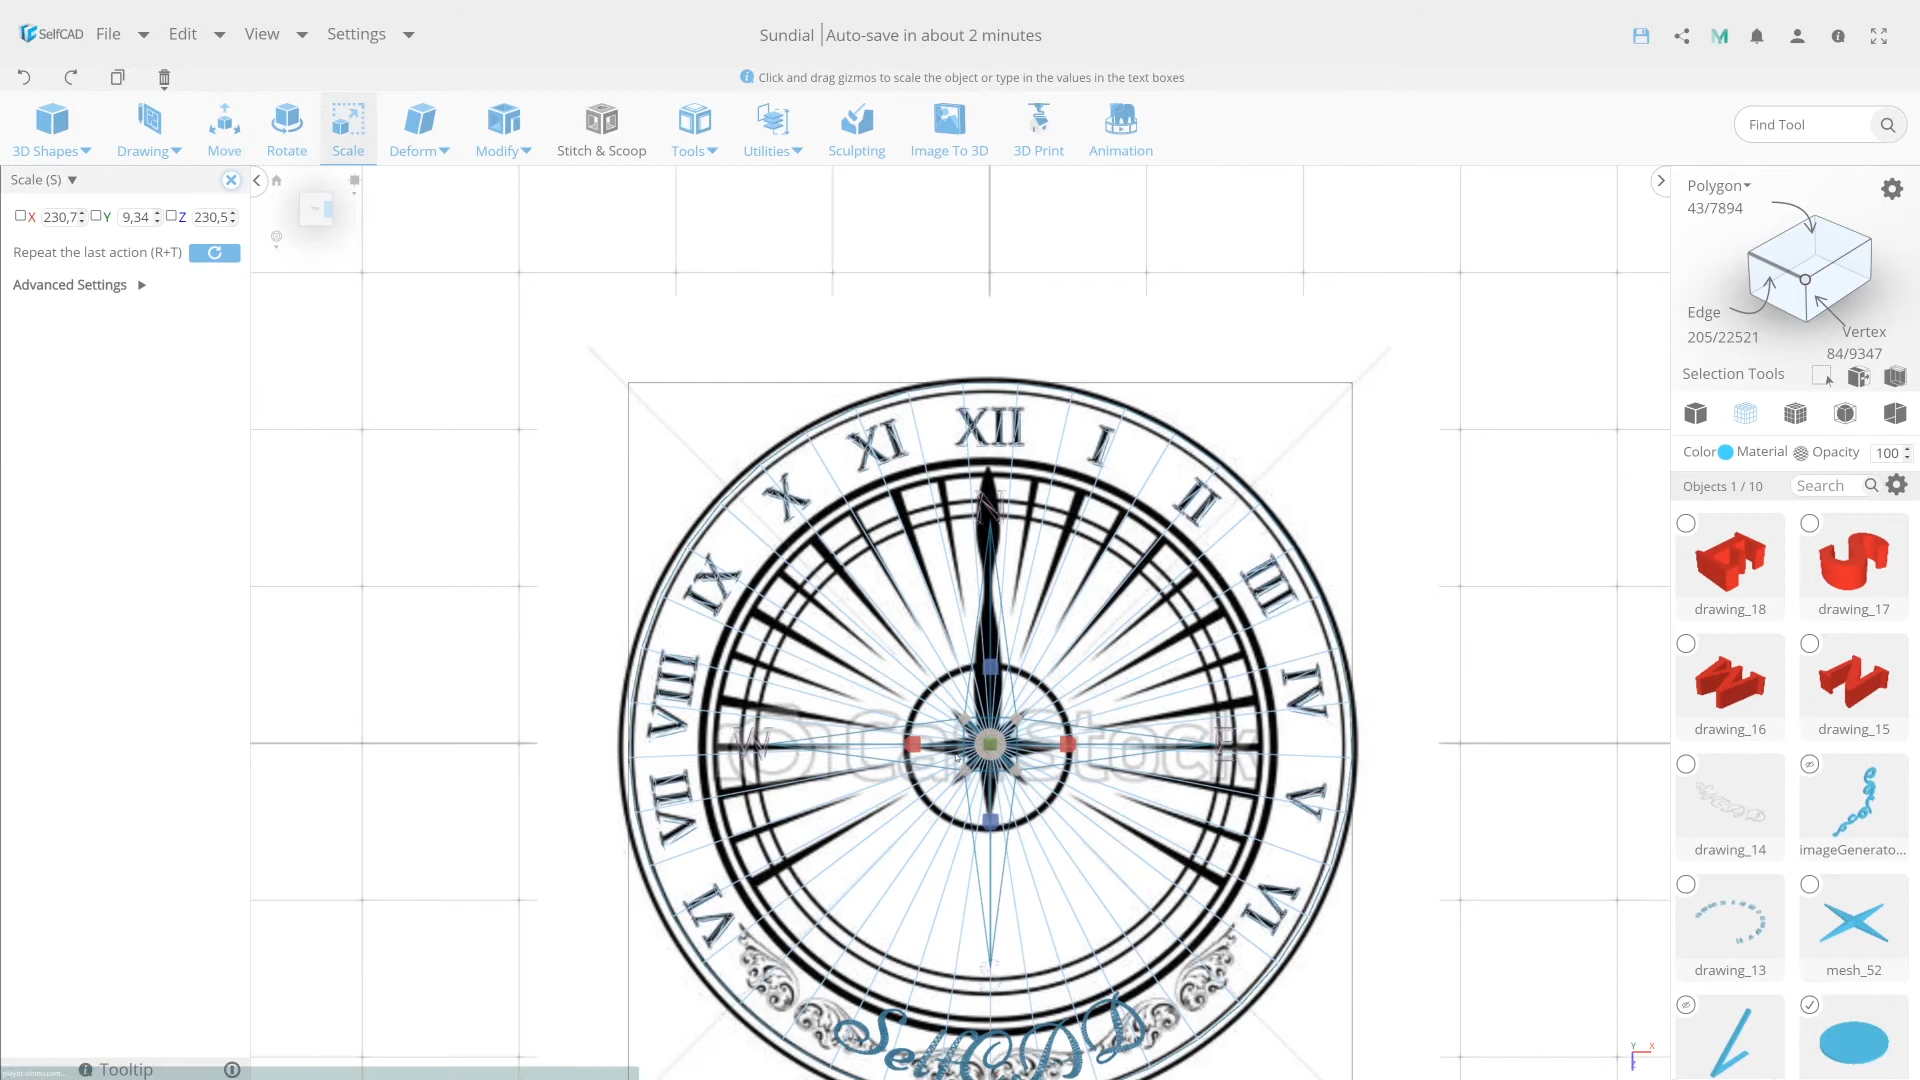 SelfCAD File Edit View Settings
Sundial Auto-save in about 2 minutes
Click and drag gizmos to scale the object or type in the values in the text boxes
3D Shapes Drawing Move Rotate Scale Deform Modify Stitch & Scoop Tools Utilities Sculpting Image To 3D 3D Print Animation
Find Tool
Scale (S)
X 230,7 Y 9,34 Z 230,5
Repeat the last action (R+T)
Advanced Settings
Polygon
43/7894
Edge
205/22521
Vertex
84/9347
Selection Tools
Color Material Opacity 100
Objects 1 / 10 Search
drawing_18 drawing_17
drawing_16 drawing_15
drawing_14 imageGenerato...
drawing_13 mesh_52
XII
XI I
X II
IX III
N
VIII IV
W E
CanStock
VII V
VI VI
SelfCAD
Y X
Tooltip